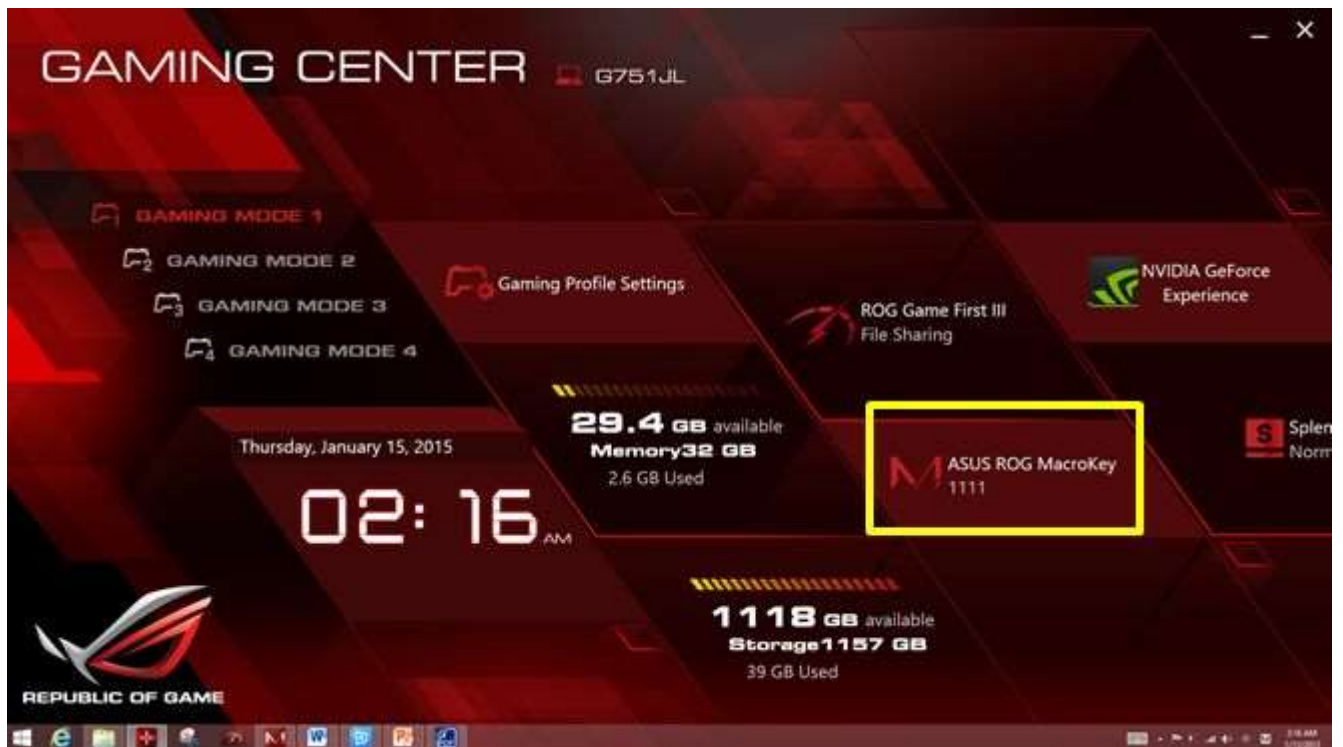 GAMING CENTER G751JL
GAMING MODE 1
GAMING MODE 2
GAMING MODE 3
GAMING MODE 4
Gaming Profile Settings
ROG Game First III
File Sharing
NVIDIA GeForce
Experience
29.4 GB available
Memory32 GB
2.6 GB Used
ASUS ROG MacroKey
1111
Splen
Norm
Thursday, January 15, 2015
02: 16 AM
1118 GB available
Storage1157 GB
39 GB Used
REPUBLIC OF GAME